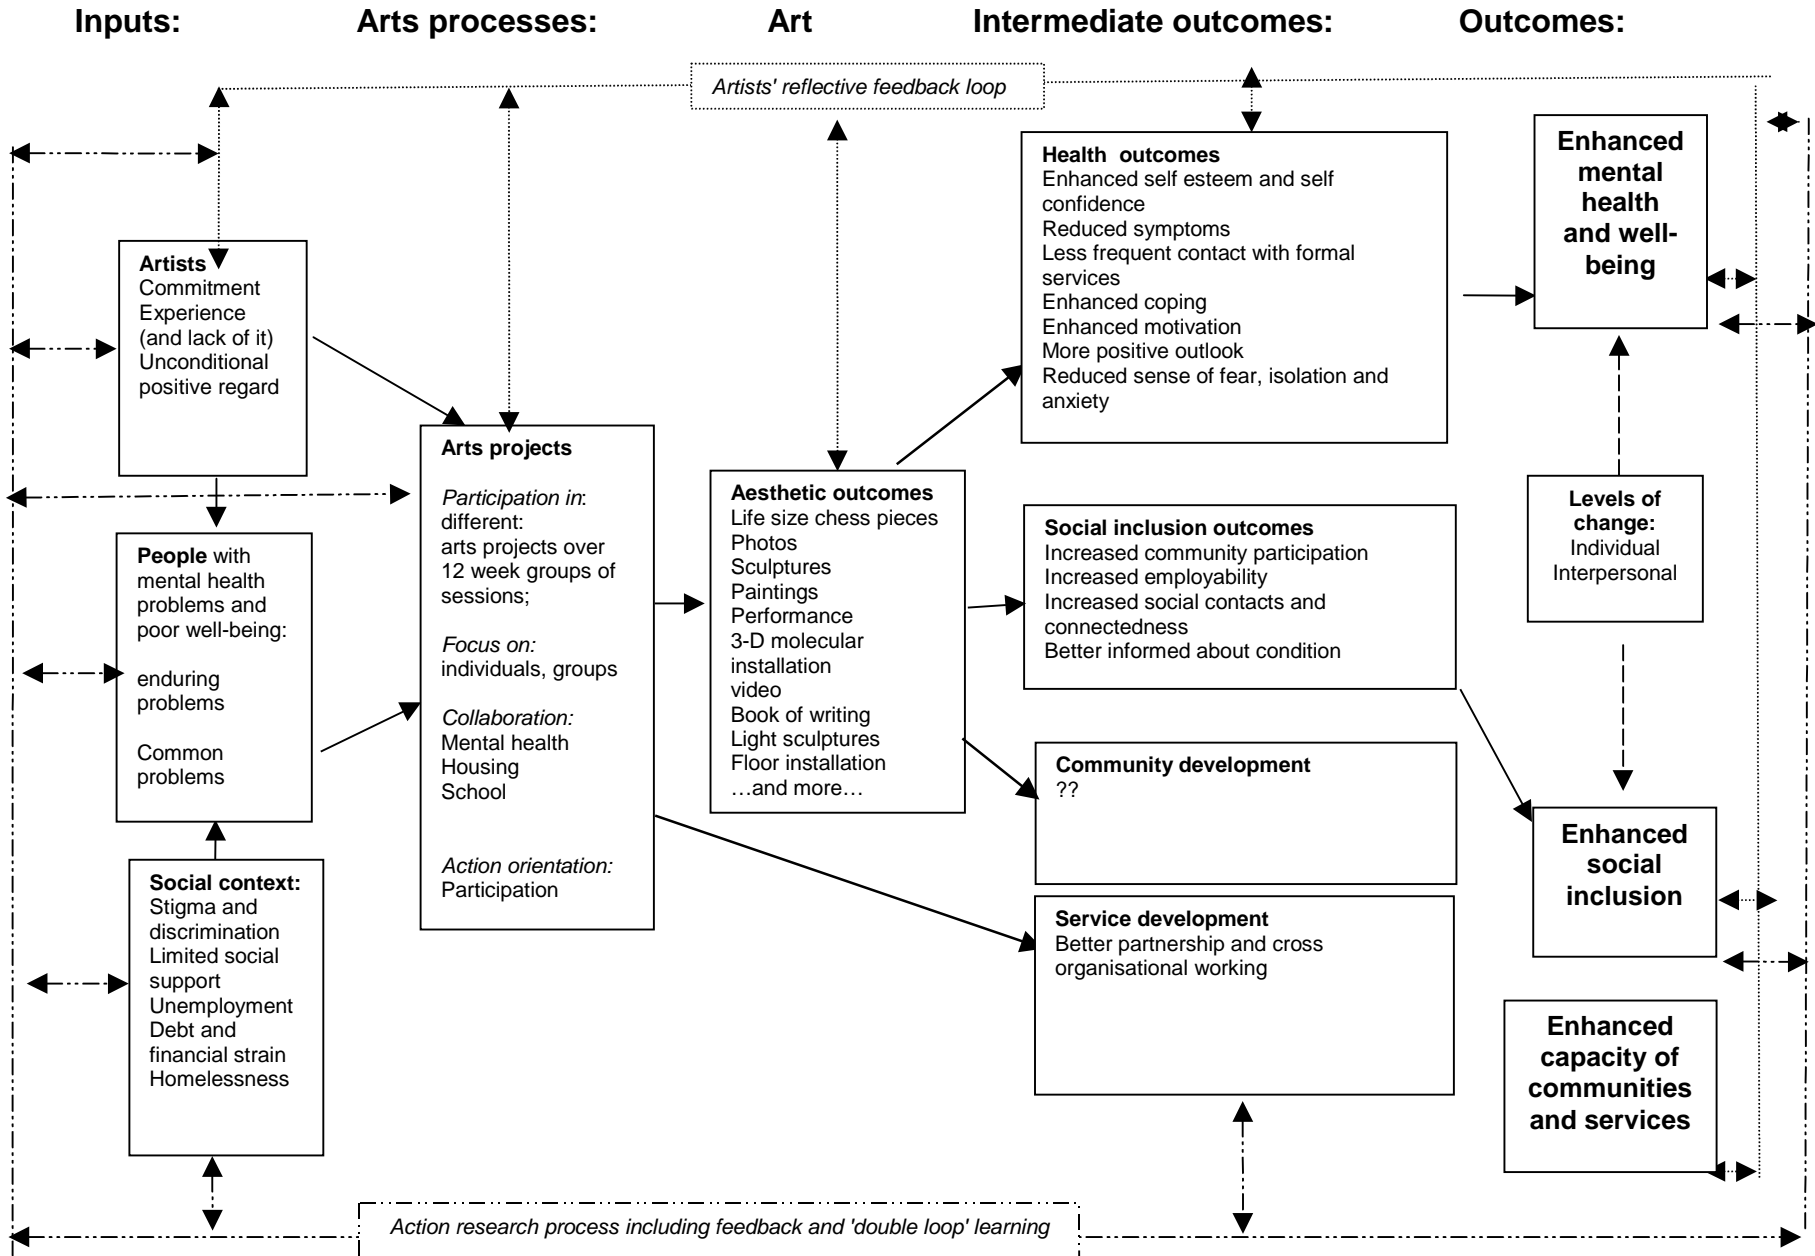 Inputs:
Arts processes:
Art
Intermediate outcomes:
Outcomes:
Artists' reflective feedback loop
Artists
Commitment
Experience
(and lack of it)
Unconditional
positive regard
People with
mental health
problems and
poor well-being:
enduring
problems
Common
problems
Social context:
Stigma and
discrimination
Limited social
support
Unemployment
Debt and
financial strain
Homelessness
Arts projects
Participation in:
different:
arts projects over
12 week groups of
sessions;
Focus on:
individuals, groups
Collaboration:
Mental health
Housing
School
Action orientation:
Participation
Aesthetic outcomes
Life size chess pieces
Photos
Sculptures
Paintings
Performance
3-D molecular
installation
video
Book of writing
Light sculptures
Floor installation
…and more…
Health outcomes
Enhanced self esteem and self
confidence
Reduced symptoms
Less frequent contact with formal
services
Enhanced coping
Enhanced motivation
More positive outlook
Reduced sense of fear, isolation and
anxiety
Social inclusion outcomes
Increased community participation
Increased employability
Increased social contacts and
connectedness
Better informed about condition
Community development
??
Service development
Better partnership and cross
organisational working
Enhanced
mental
health
and well-
being
Levels of
change:
Individual
Interpersonal
Enhanced
social
inclusion
Enhanced
capacity of
communities
and services
Action research process including feedback and 'double loop' learning